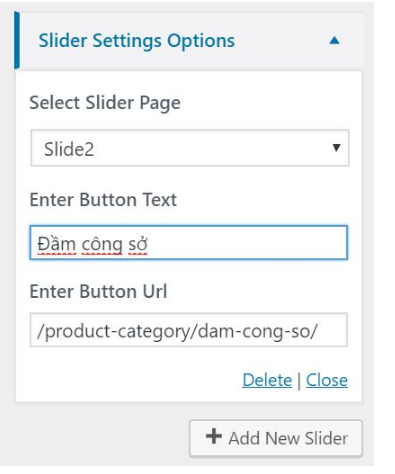 Slider Settings Options
Select Slider Page
Slide2
Enter Button Text
Đầm công sở
Enter Button Url
/product-category/dam-cong-so/
Delete | Close
+ Add New Slider